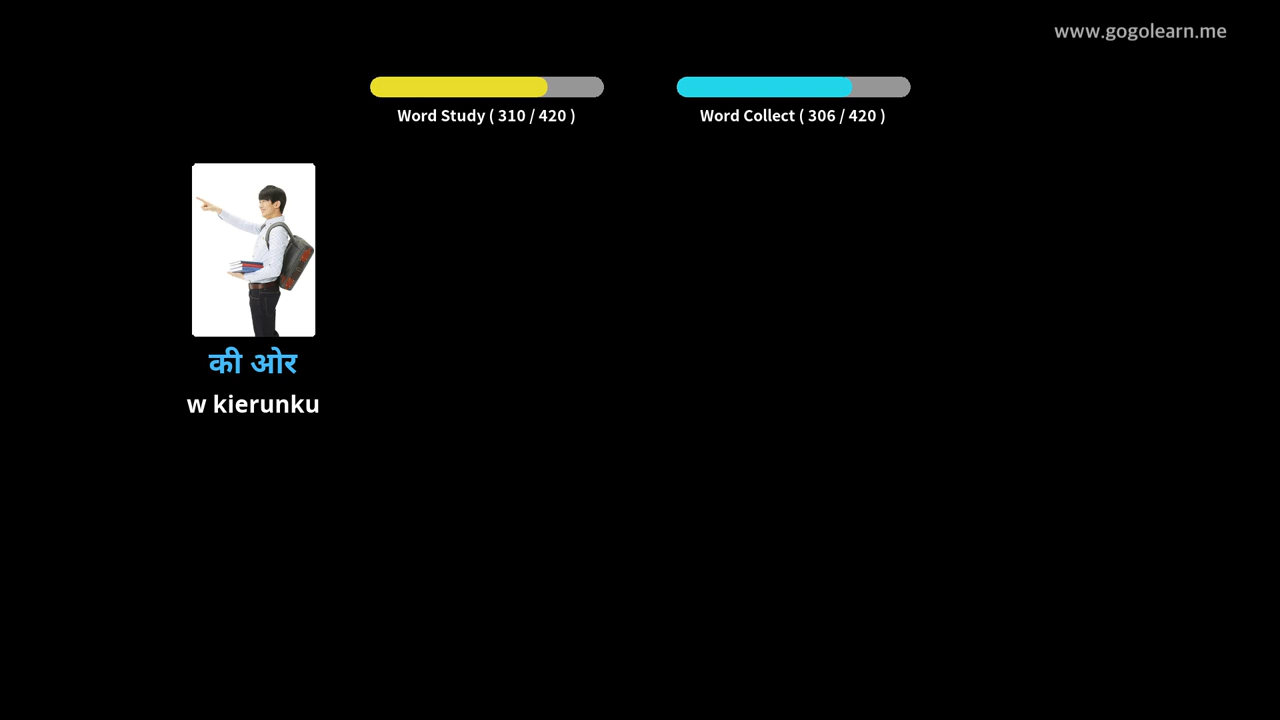 www.gogolearn.me
Word Study ( 310 / 420 )
Word Collect ( 306 / 420 )
की ओर
w kierunku